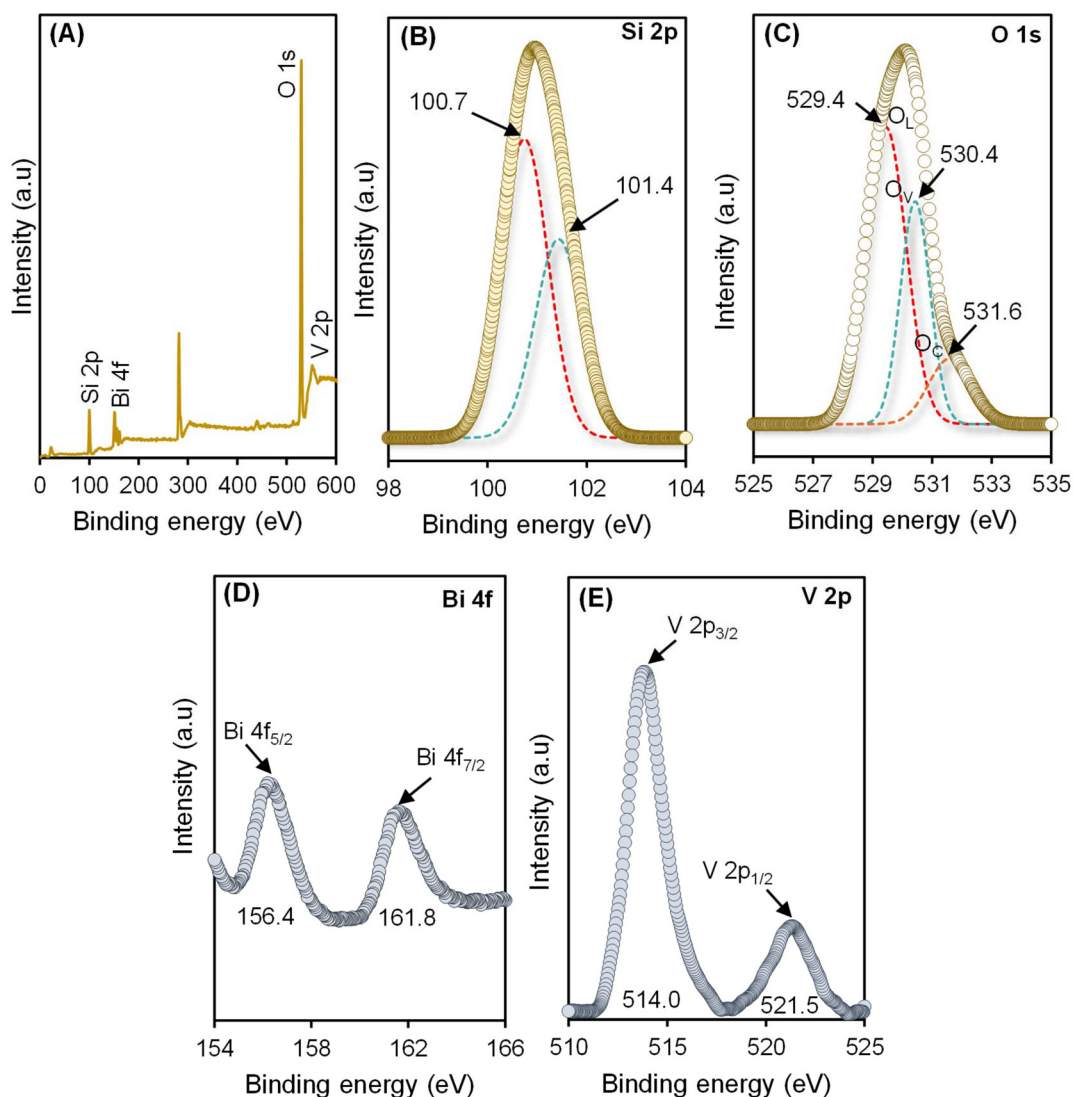 (A)
O 1s
V 2p
Si 2p
Bi 4f
Intensity (a.u)
0 100 200 300 400 500 600
Binding energy (eV)
(B)
Si 2p
100.7
101.4
Intensity (a.u)
98 100 102 104
Binding energy (eV)
(C)
O 1s
529.4
O_L
530.4
O_V
531.6
O_C
Intensity (a.u)
525 527 529 531 533 535
Binding energy (eV)
(D)
Bi 4f
Bi 4f5/2
Bi 4f7/2
156.4
161.8
Intensity (a.u)
154 158 162 166
Binding energy (eV)
(E)
V 2p
V 2p3/2
V 2p1/2
514.0
521.5
Intensity (a.u)
510 515 520 525
Binding energy (eV)